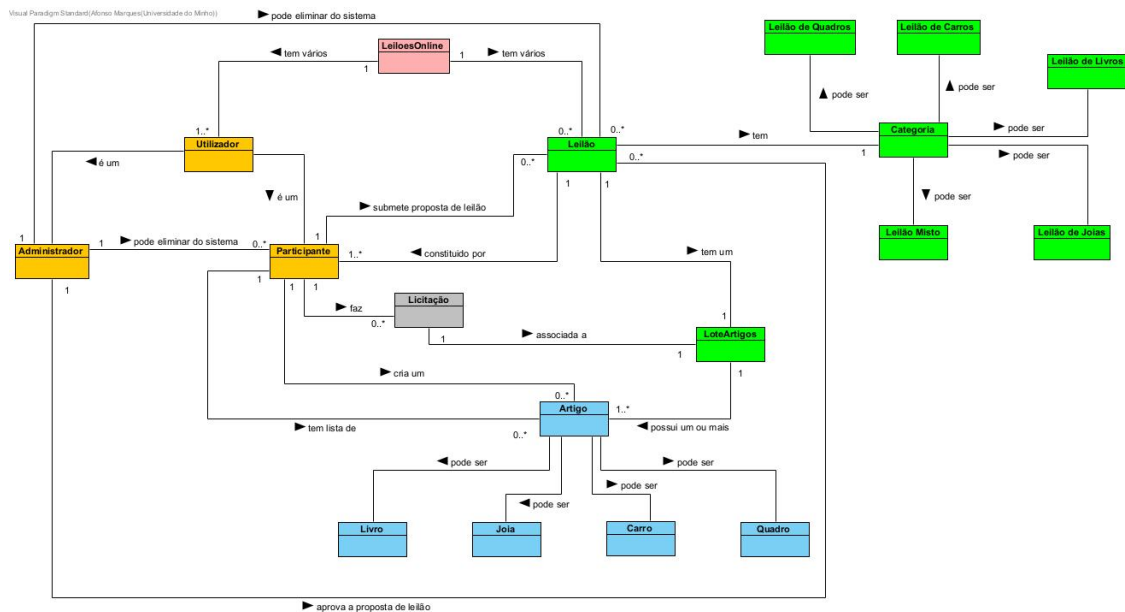 Visual Paradigm Standard(Afonso Marques(Universidade do Minho))
pode eliminar do sistema
LeiloesOnline
tem vários
1
1
tem vários
Leilão de Quadros
Leilão de Carros
Leilão de Livros
pode ser
pode ser
1..*
0..*
0..*
Categoria
pode ser
Utilizador
Leilão
tem
1
pode ser
é um
0..*
0..*
1
1
é um
pode ser
submete proposta de leilão
Leilão Misto
Leilão de Joias
1
1
pode eliminar do sistema
0..*
1
Administrador
Participante
1..*
constituido por
tem um
1
1
1
1
Licitação
faz
0..*
1
1
associada a
1
LoteArtigos
cria um
1
0..*
Artigo
1..*
tem lista de
0..*
possui um ou mais
pode ser
pode ser
pode ser
pode ser
Livro
Joia
Carro
Quadro
aprova a proposta de leilão